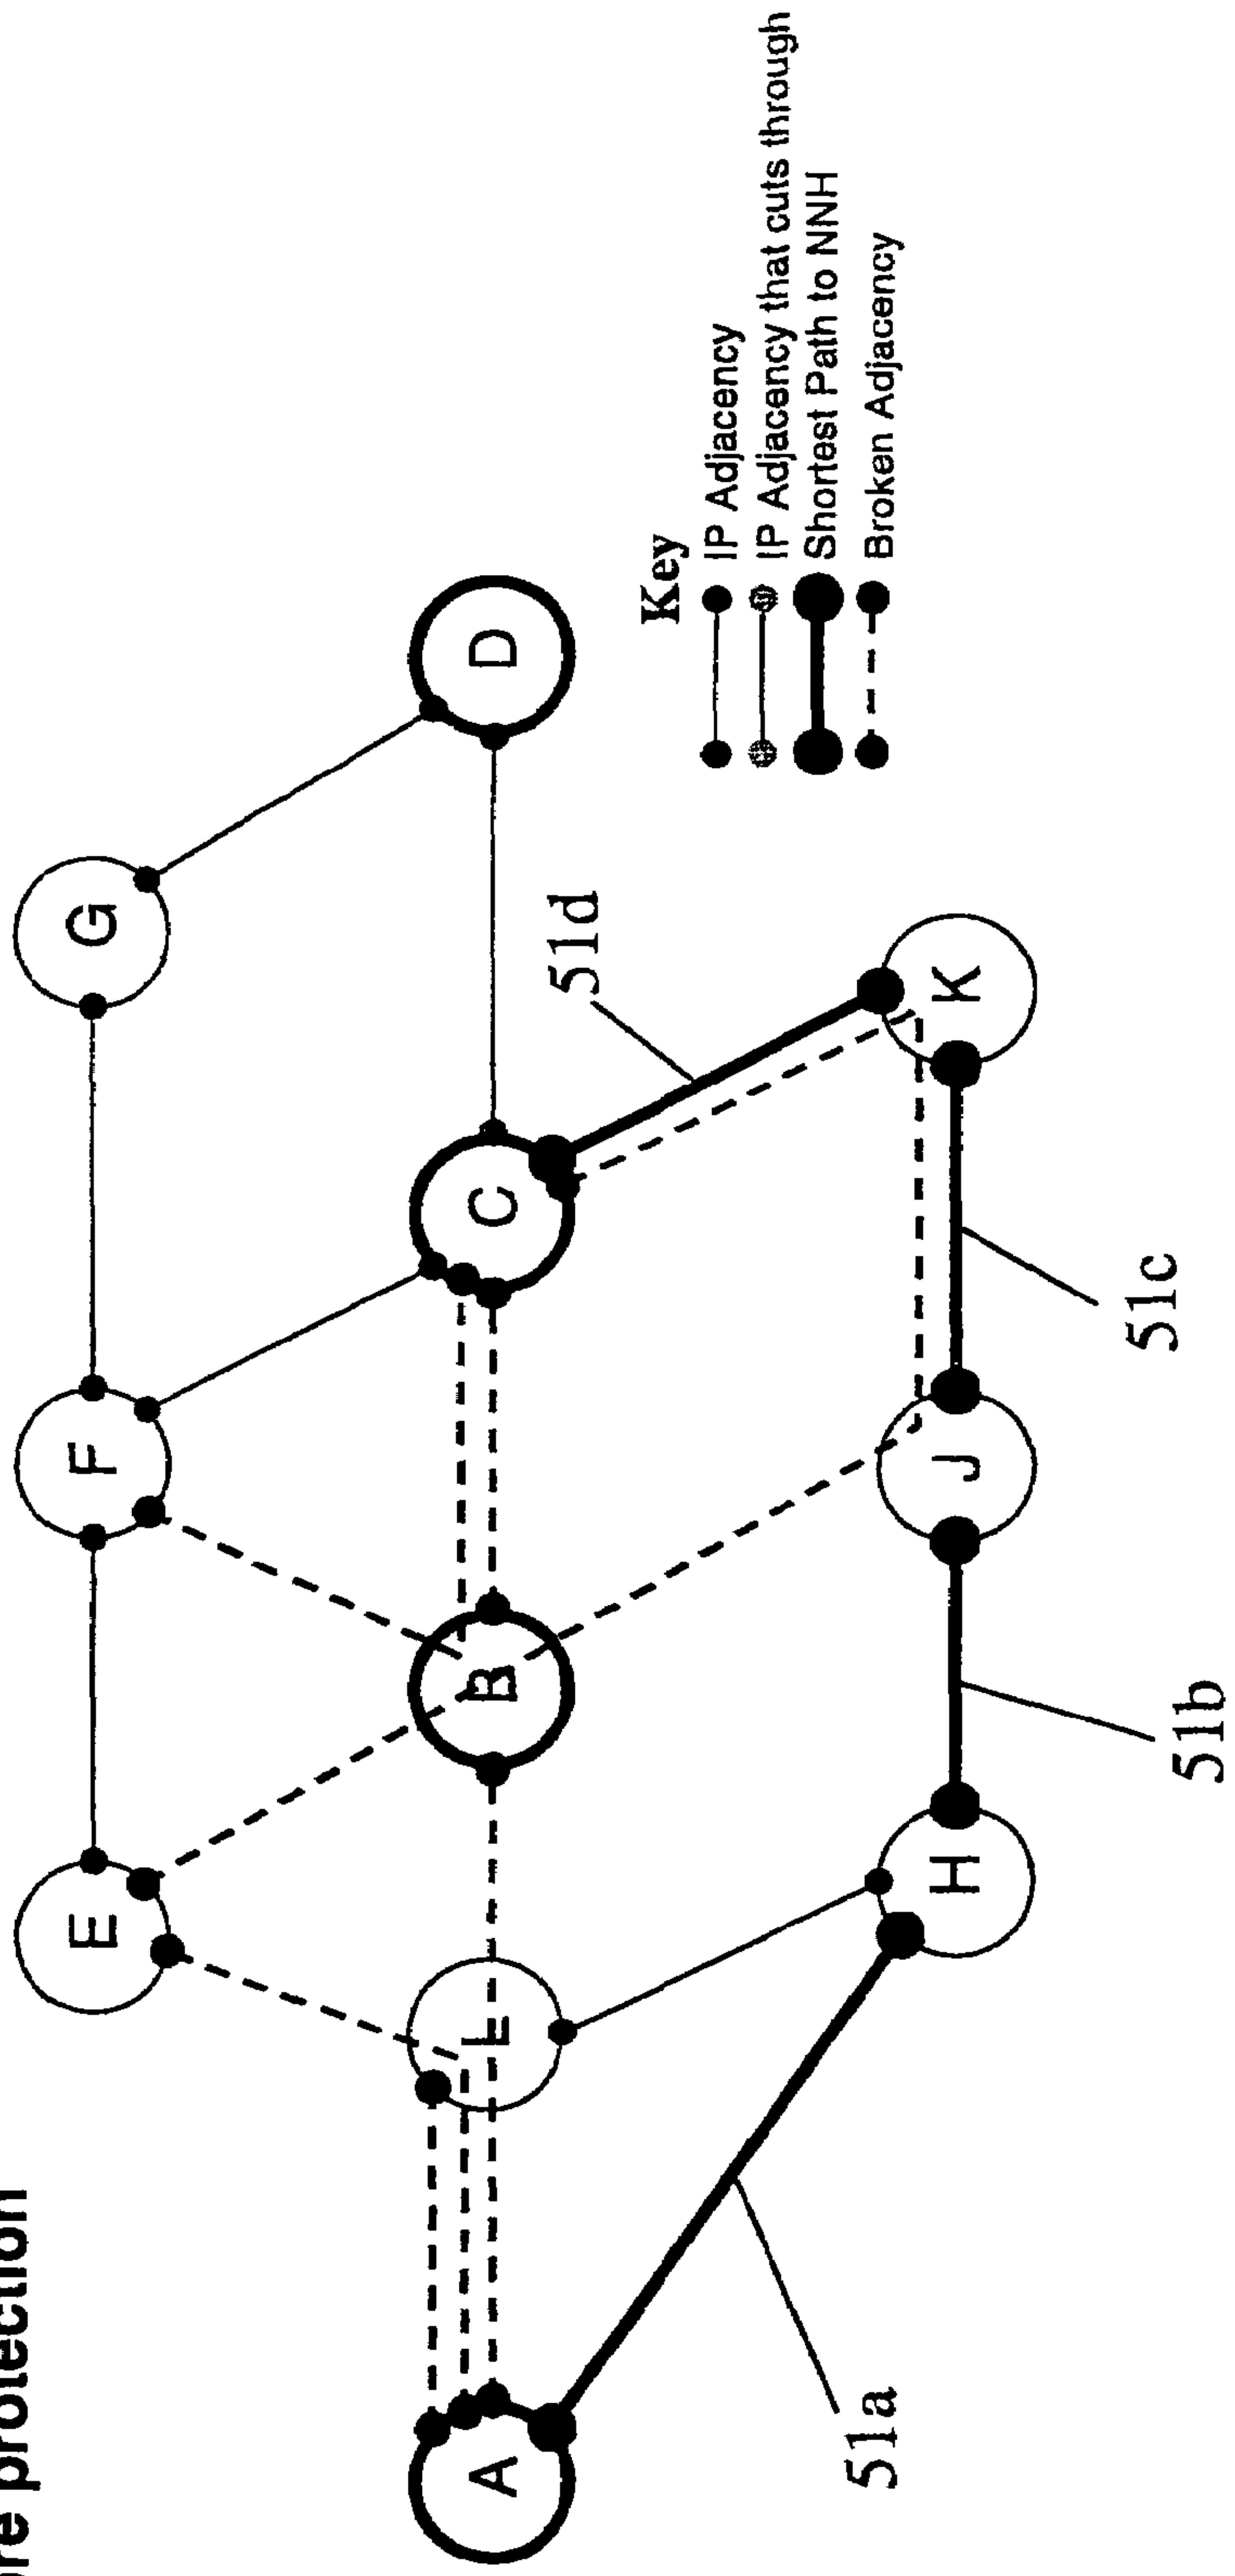 re protection
E
F
G
A
L
B
C
D
H
J
K
51a
51b
51c
51d
Key
IP Adjacency
IP Adjacency that cuts through
Shortest Path to NNH
Broken Adjacency